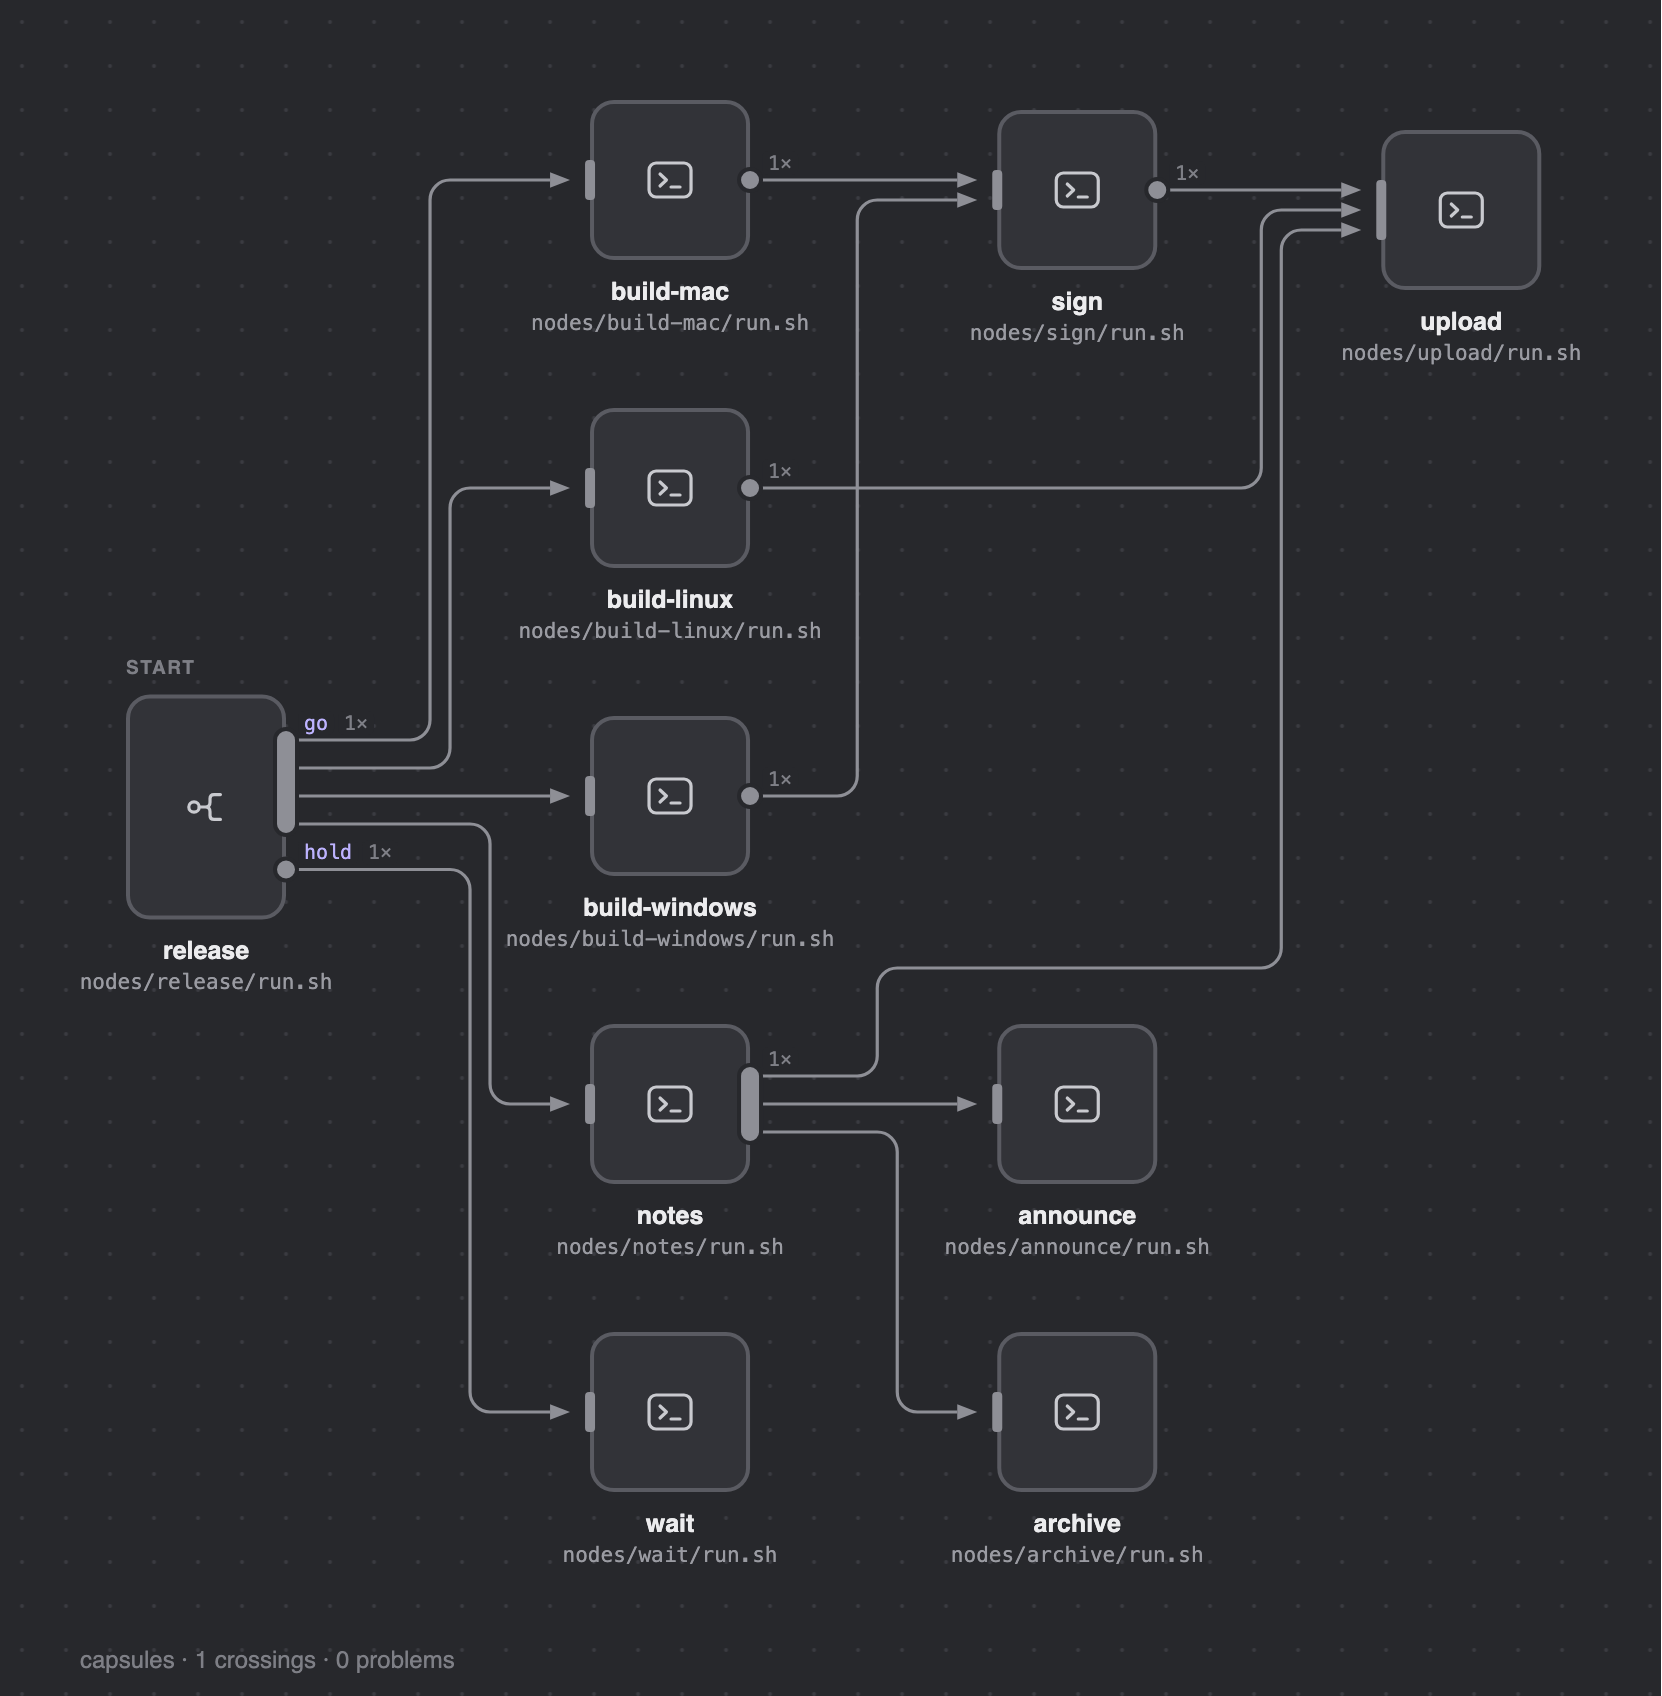 1×
build-mac
nodes/build-mac/run.sh
1×
sign
nodes/sign/run.sh
upload
nodes/upload/run.sh
1×
build-linux
nodes/build-linux/run.sh
START
go 1×
hold 1×
release
nodes/release/run.sh
1×
build-windows
nodes/build-windows/run.sh
1×
notes
nodes/notes/run.sh
announce
nodes/announce/run.sh
wait
nodes/wait/run.sh
archive
nodes/archive/run.sh
capsules · 1 crossings · 0 problems